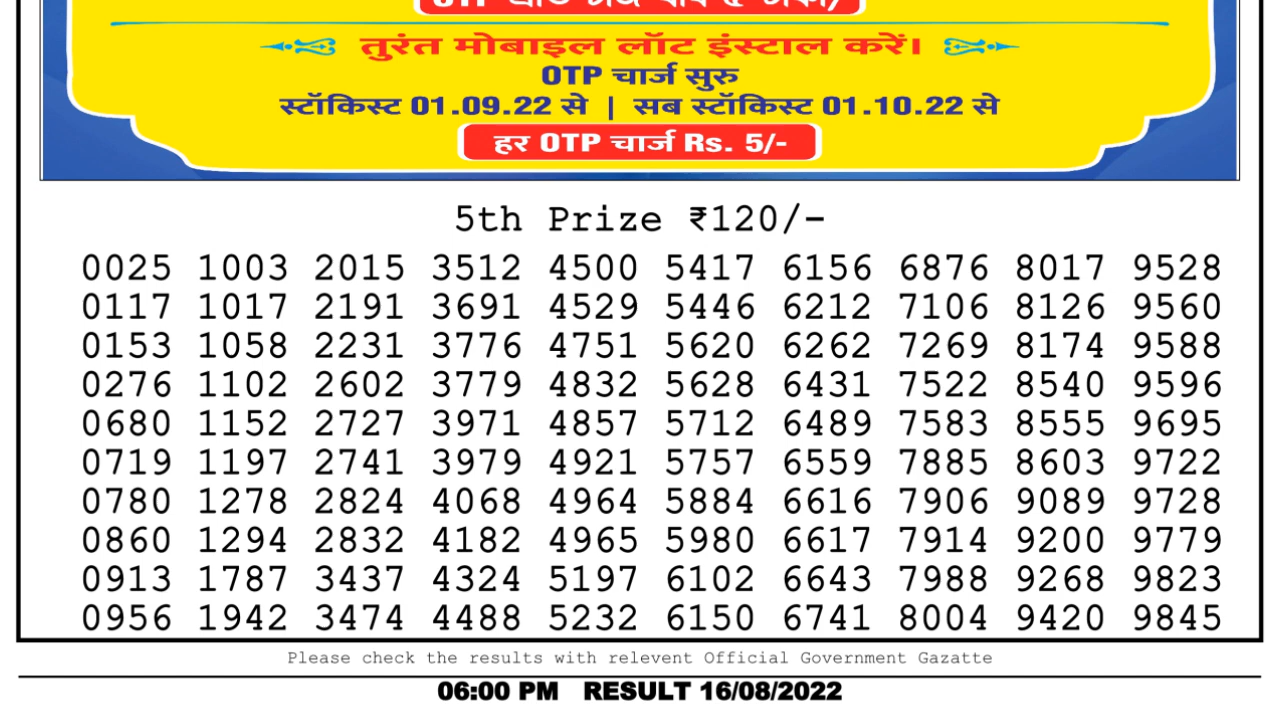 तुरंत मोबाइल लॉट इंस्टाल करें।
OTP चार्ज सुरु
स्टॉकिस्ट 01.09.22 से | सब स्टॉकिस्ट 01.10.22 से
हर OTP चार्ज Rs. 5/-
5th Prize ₹120/-
0025 1003 2015 3512 4500 5417 6156 6876 8017 9528
0117 1017 2191 3691 4529 5446 6212 7106 8126 9560
0153 1058 2231 3776 4751 5620 6262 7269 8174 9588
0276 1102 2602 3779 4832 5628 6431 7522 8540 9596
0680 1152 2727 3971 4857 5712 6489 7583 8555 9695
0719 1197 2741 3979 4921 5757 6559 7885 8603 9722
0780 1278 2824 4068 4964 5884 6616 7906 9089 9728
0860 1294 2832 4182 4965 5980 6617 7914 9200 9779
0913 1787 3437 4324 5197 6102 6643 7988 9268 9823
0956 1942 3474 4488 5232 6150 6741 8004 9420 9845
Please check the results with relevent Official Government Gazatte
06:00 PM RESULT 16/08/2022